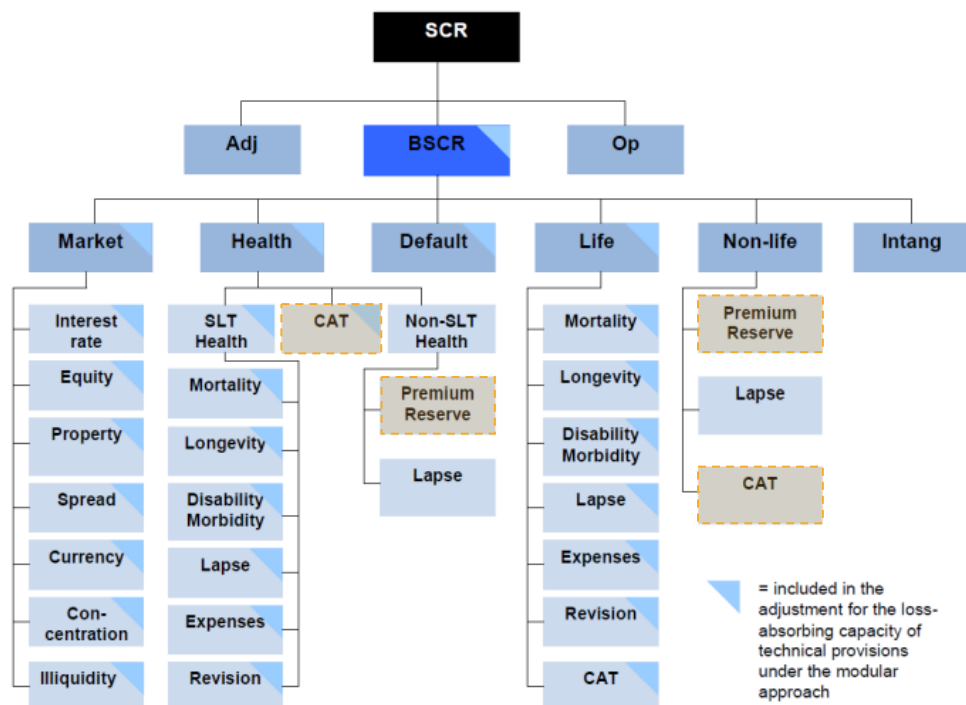 SCR
Adj
BSCR
Op
Market
Health
Default
Life
Non-life
Intang
Interest
rate
Equity
Property
Spread
Currency
Con-
centration
Illiquidity
SLT
Health
CAT
Non-SLT
Health
Mortality
Longevity
Disability
Morbidity
Lapse
Expenses
Revision
Premium
Reserve
Lapse
Mortality
Longevity
Disability
Morbidity
Lapse
Expenses
Revision
CAT
Premium
Reserve
Lapse
CAT
= included in the
adjustment for the loss-
absorbing capacity of
technical provisions
under the modular
approach